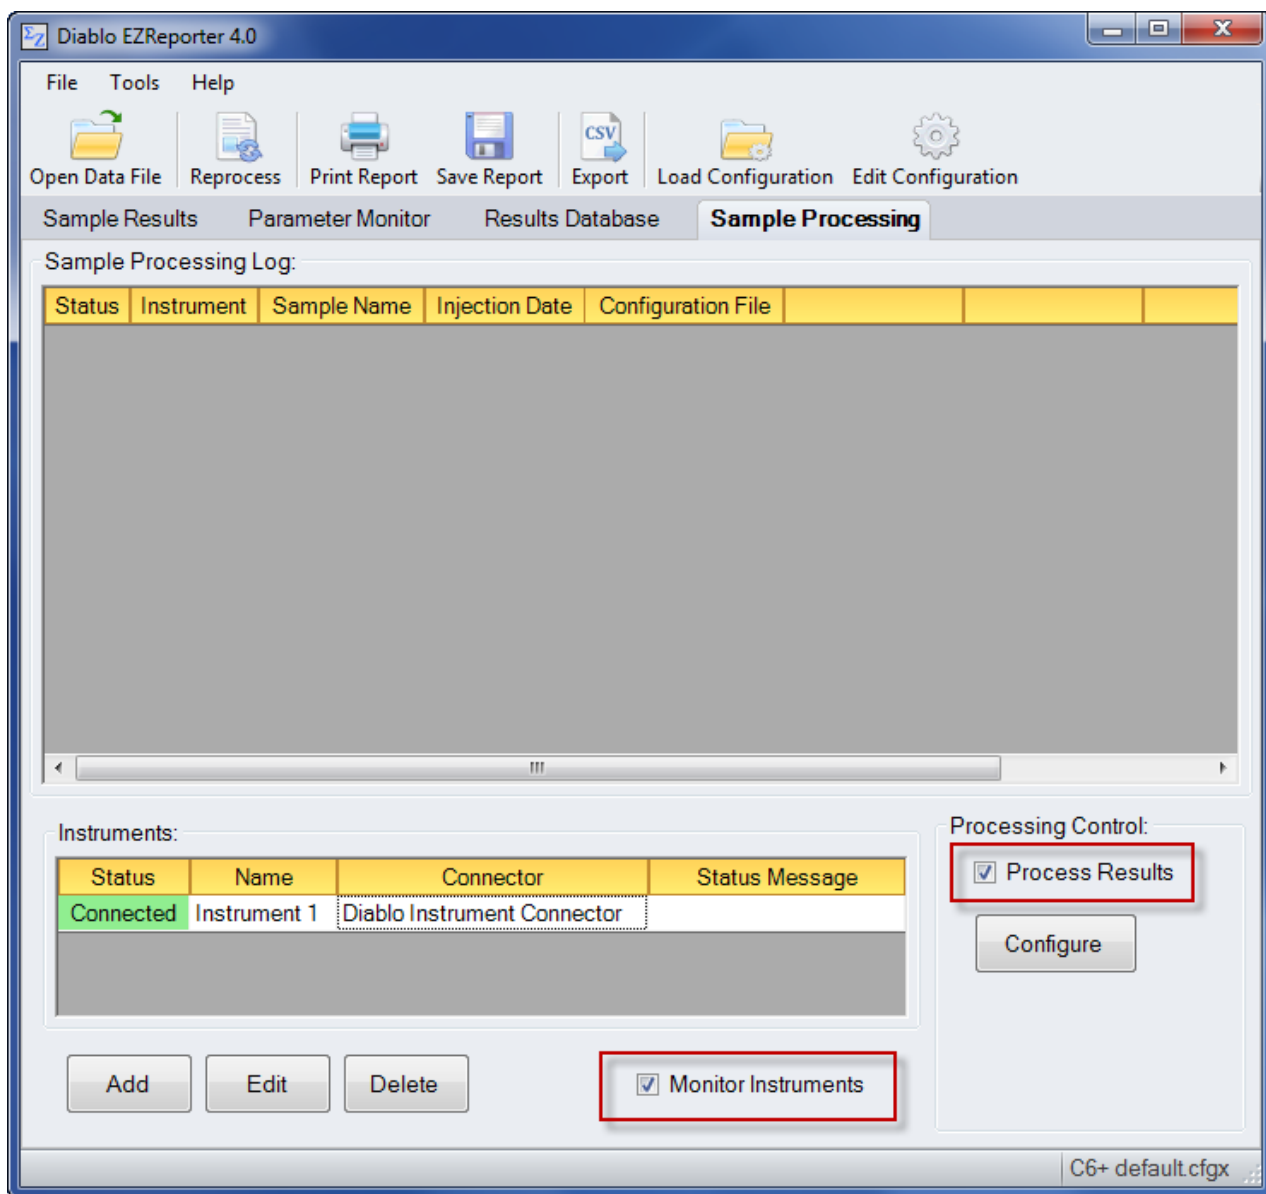 Diablo EZReporter 4.0
File Tools Help
CSV
Open Data File Reprocess Print Report Save Report Export Load Configuration Edit Configuration
Sample Results Parameter Monitor Results Database Sample Processing
Sample Processing Log:
Status Instrument Sample Name Injection Date Configuration File
Instruments:
Status Name Connector Status Message
Connected Instrument 1 Diablo Instrument Connector
Processing Control:
Process Results
Configure
Add Edit Delete Monitor Instruments
C6+ default.cfgx